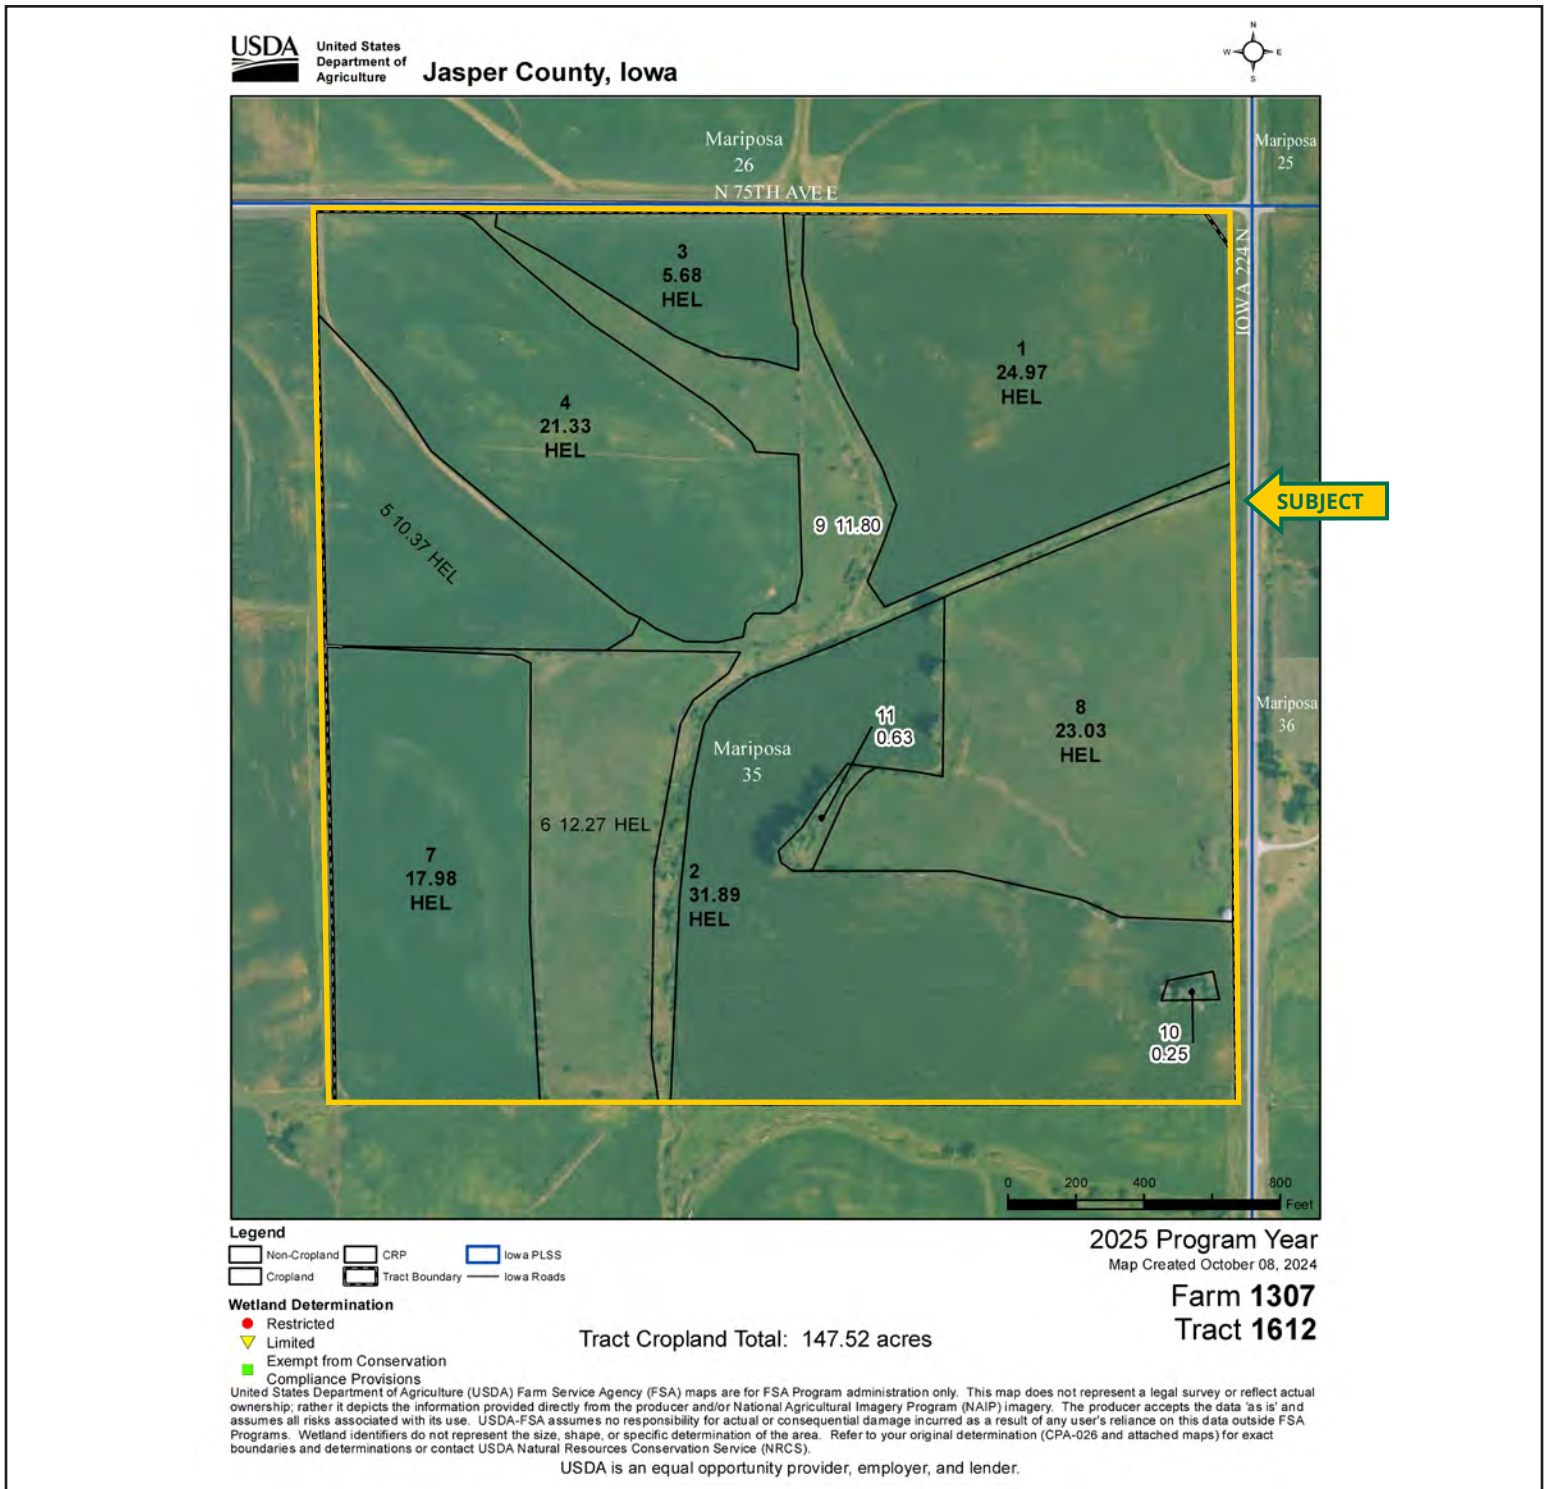 USDA
United States
Department of
Agriculture
Jasper County, Iowa
N
W E
S
Mariposa
26
Mariposa
25
N 75TH AVE E
IOWA 224 N
3
5.68
HEL
1
24.97
HEL
4
21.33
HEL
SUBJECT
5 10.37 HEL
9 11.80
11
0.63
8
23.03
HEL
Mariposa
36
Mariposa
35
6 12.27 HEL
7
17.98
HEL
2
31.89
HEL
10
0.25
0 200 400 800
Feet
Legend
Non-Cropland CRP Iowa PLSS
Cropland Tract Boundary Iowa Roads
2025 Program Year
Map Created October 08, 2024
Farm 1307
Tract 1612
Wetland Determination
Restricted
Limited
Exempt from Conservation
Compliance Provisions
Tract Cropland Total: 147.52 acres
United States Department of Agriculture (USDA) Farm Service Agency (FSA) maps are for FSA Program administration only. This map does not represent a legal survey or reflect actual
ownership; rather it depicts the information provided directly from the producer and/or National Agricultural Imagery Program (NAIP) imagery. The producer accepts the data 'as is' and
assumes all risks associated with its use. USDA-FSA assumes no responsibility for actual or consequential damage incurred as a result of any user's reliance on this data outside FSA
Programs. Wetland identifiers do not represent the size, shape, or specific determination of the area. Refer to your original determination (CPA-026 and attached maps) for exact
boundaries and determinations or contact USDA Natural Resources Conservation Service (NRCS).
USDA is an equal opportunity provider, employer, and lender.